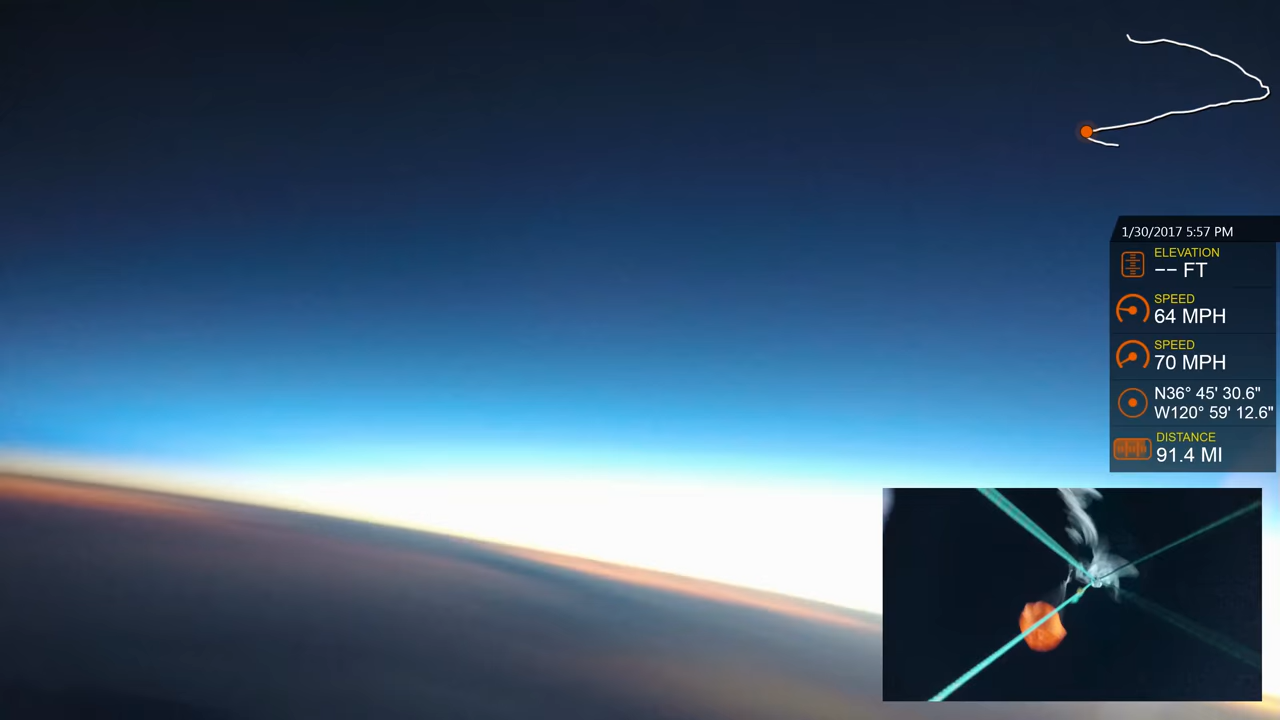 1/30/2017 5:57 PM
ELEVATION
-- FT
SPEED
64 MPH
SPEED
70 MPH
N36° 45' 30.6"
W120° 59' 12.6"
DISTANCE
91.4 MI